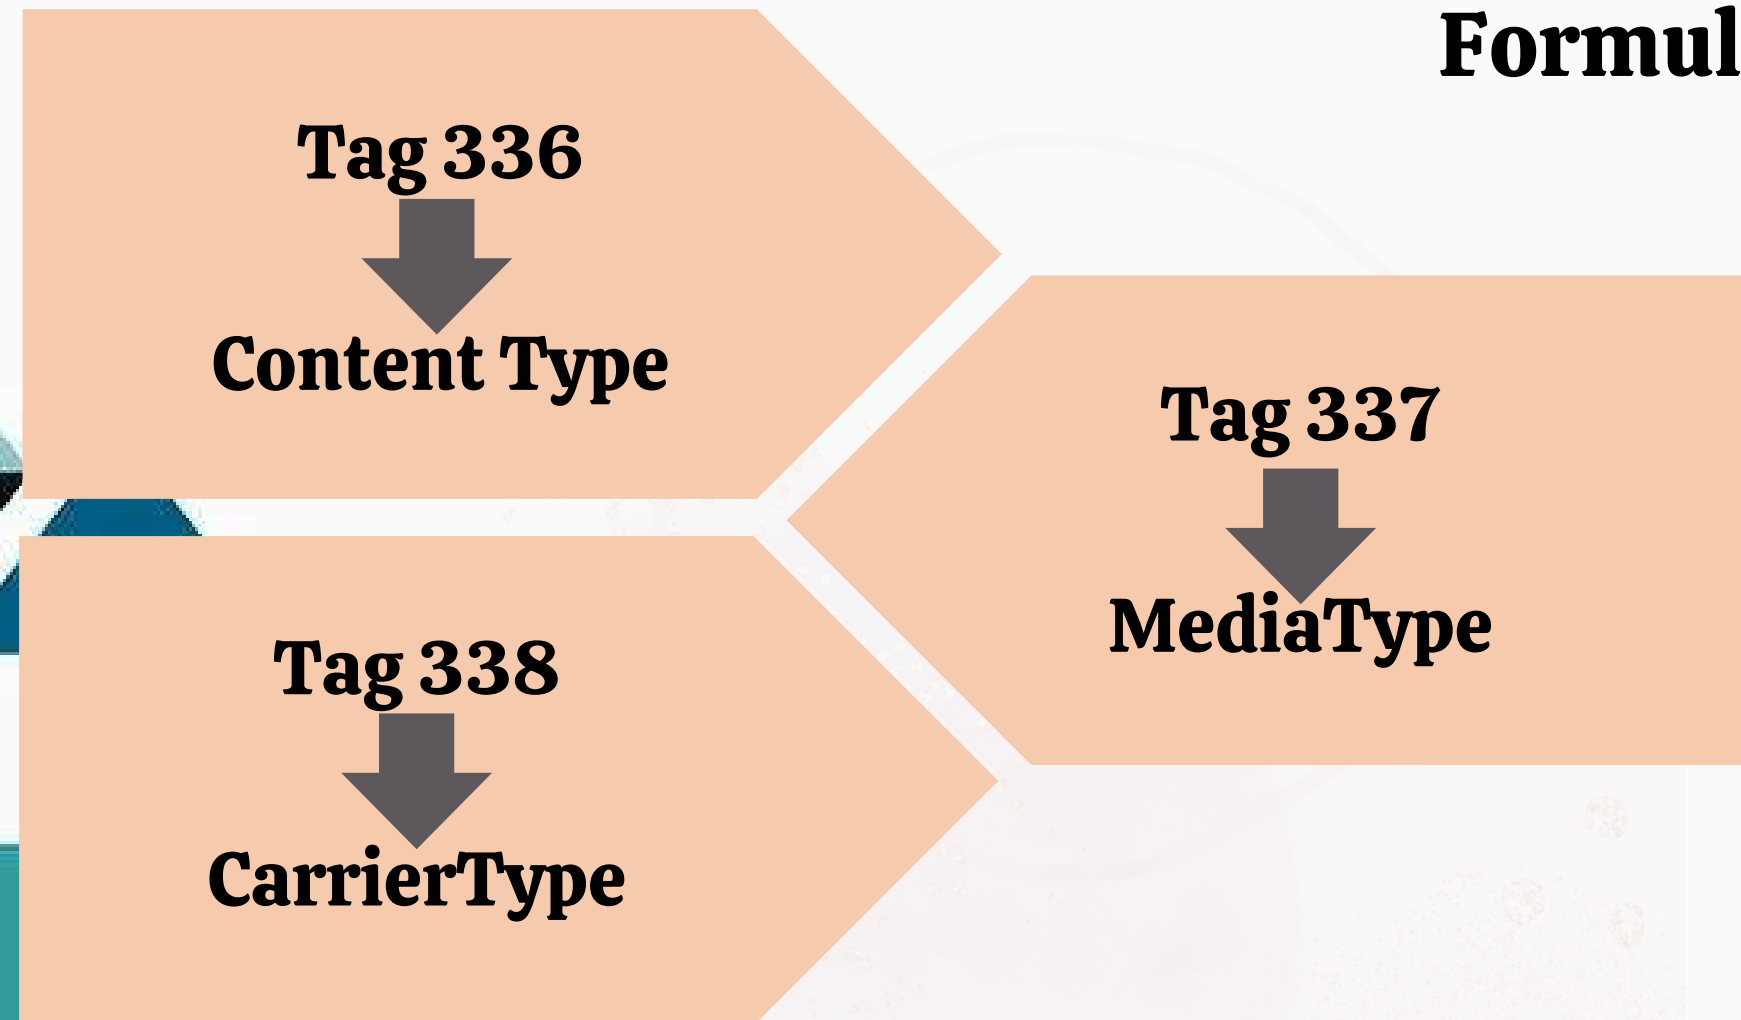 Formul
Tag 336
Content Type
Tag 337
MediaType
Tag 338
CarrierType